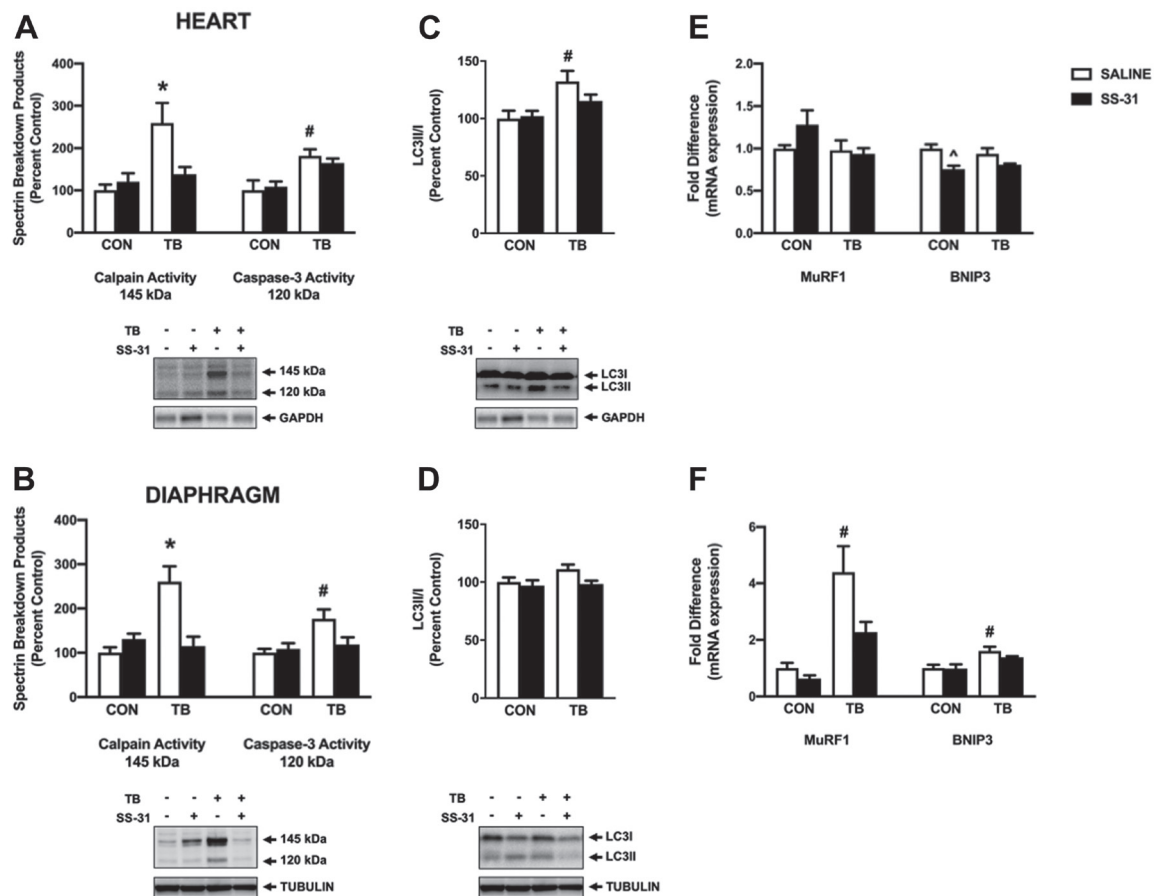 A
HEART
Spectrin Breakdown Products
(Percent Control)
400
300
200
100
0
*
#
CON
TB
CON
TB
Calpain Activity
145 kDa
Caspase-3 Activity
120 kDa
TB - - + +
SS-31 - + - +
145 kDa
120 kDa
GAPDH
C
LC3II/I
(Percent Control)
150
100
50
0
#
CON
TB
TB - - + +
SS-31 - + - +
LC3I
LC3II
GAPDH
E
Fold Difference
(mRNA expression)
2.0
1.5
1.0
0.5
0.0
^
CON
TB
CON
TB
MuRF1
BNIP3
SALINE
SS-31
B
DIAPHRAGM
Spectrin Breakdown Products
(Percent Control)
400
300
200
100
0
*
#
CON
TB
CON
TB
Calpain Activity
145 kDa
Caspase-3 Activity
120 kDa
TB - - + +
SS-31 - + - +
145 kDa
120 kDa
TUBULIN
D
LC3II/I
(Percent Control)
150
100
50
0
CON
TB
TB - - + +
SS-31 - + - +
LC3I
LC3II
TUBULIN
F
Fold Difference
(mRNA expression)
6
4
2
0
#
#
CON
TB
CON
TB
MuRF1
BNIP3